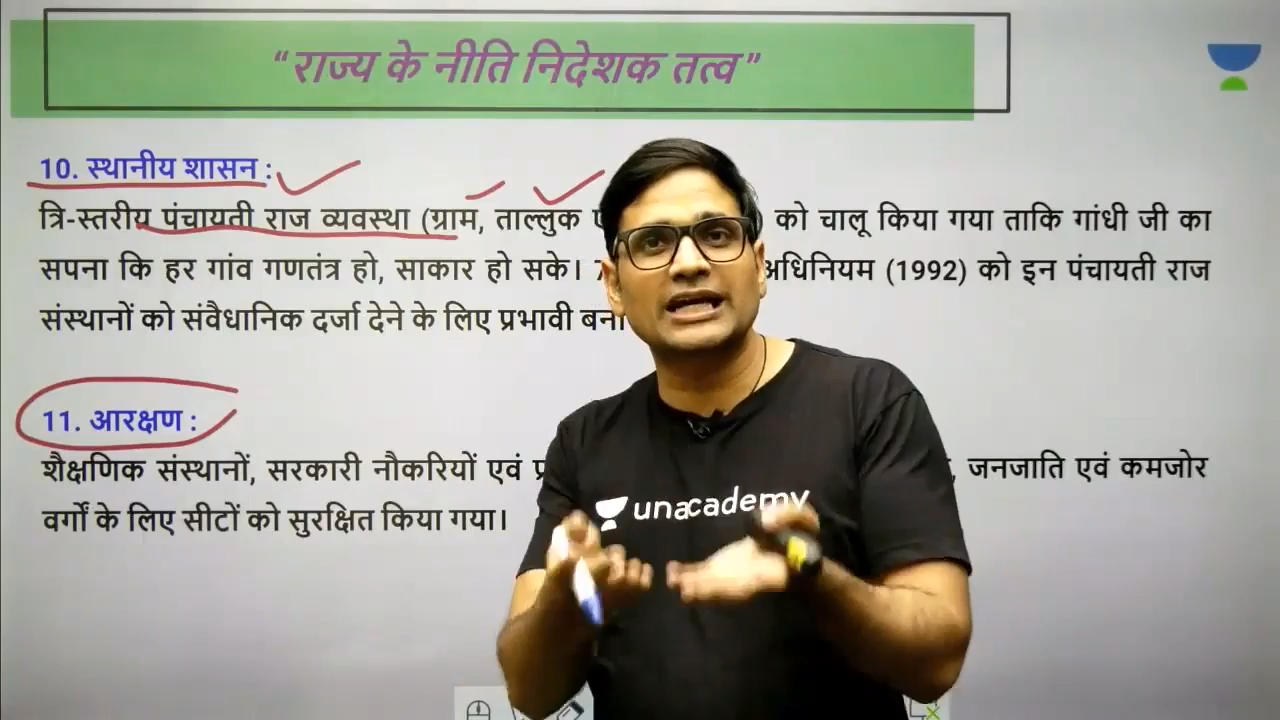 “राज्य के नीति निदेशक तत्व”
10. स्थानीय शासन :
त्रि-स्तरीय पंचायती राज व्यवस्था (ग्राम, ताल्लुक को चालू किया गया ताकि गांधी जी का
सपना कि हर गांव गणतंत्र हो, साकार हो सके। अधिनियम (1992) को इन पंचायती राज
संस्थानों को संवैधानिक दर्जा देने के लिए प्रभावी
11. आरक्षण :
शैक्षणिक संस्थानों, सरकारी नौकरियों एवं , जनजाति एवं कमजोर
वर्गों के लिए सीटों को सुरक्षित किया गया।
unacademy